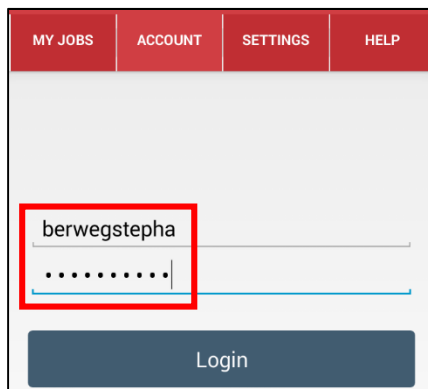 MY JOBS ACCOUNT SETTINGS HELP
berwegstepha
••••••••••
Login